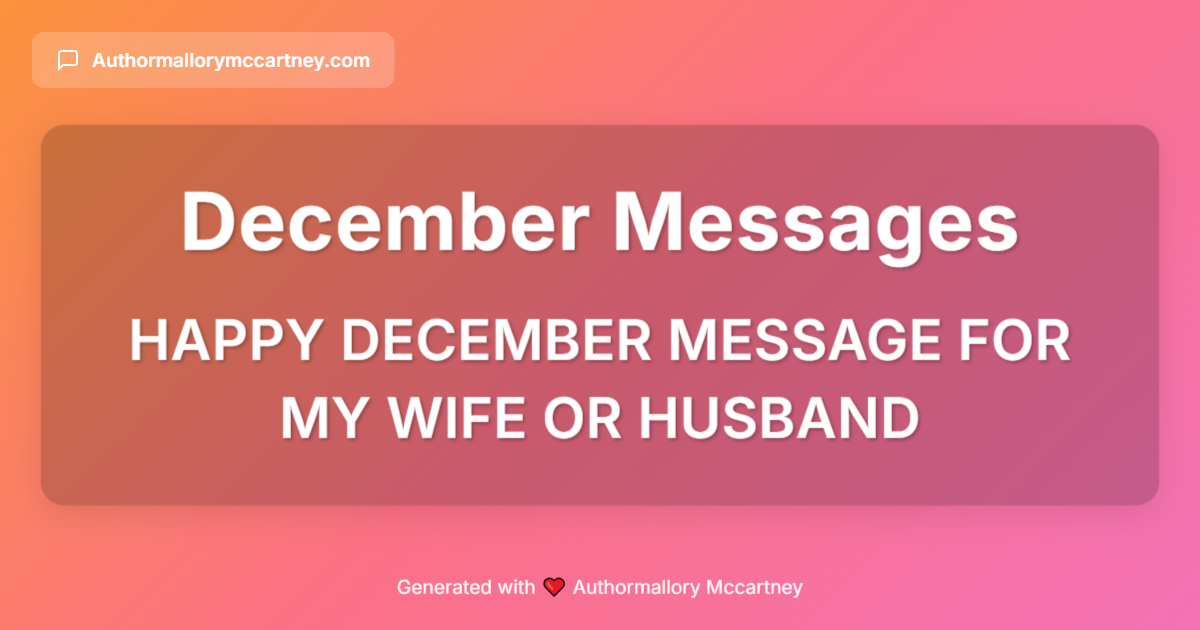 Authormallorymccartney.com
December Messages
HAPPY DECEMBER MESSAGE FOR
MY WIFE OR HUSBAND
Generated with ❤️ Authormallory Mccartney